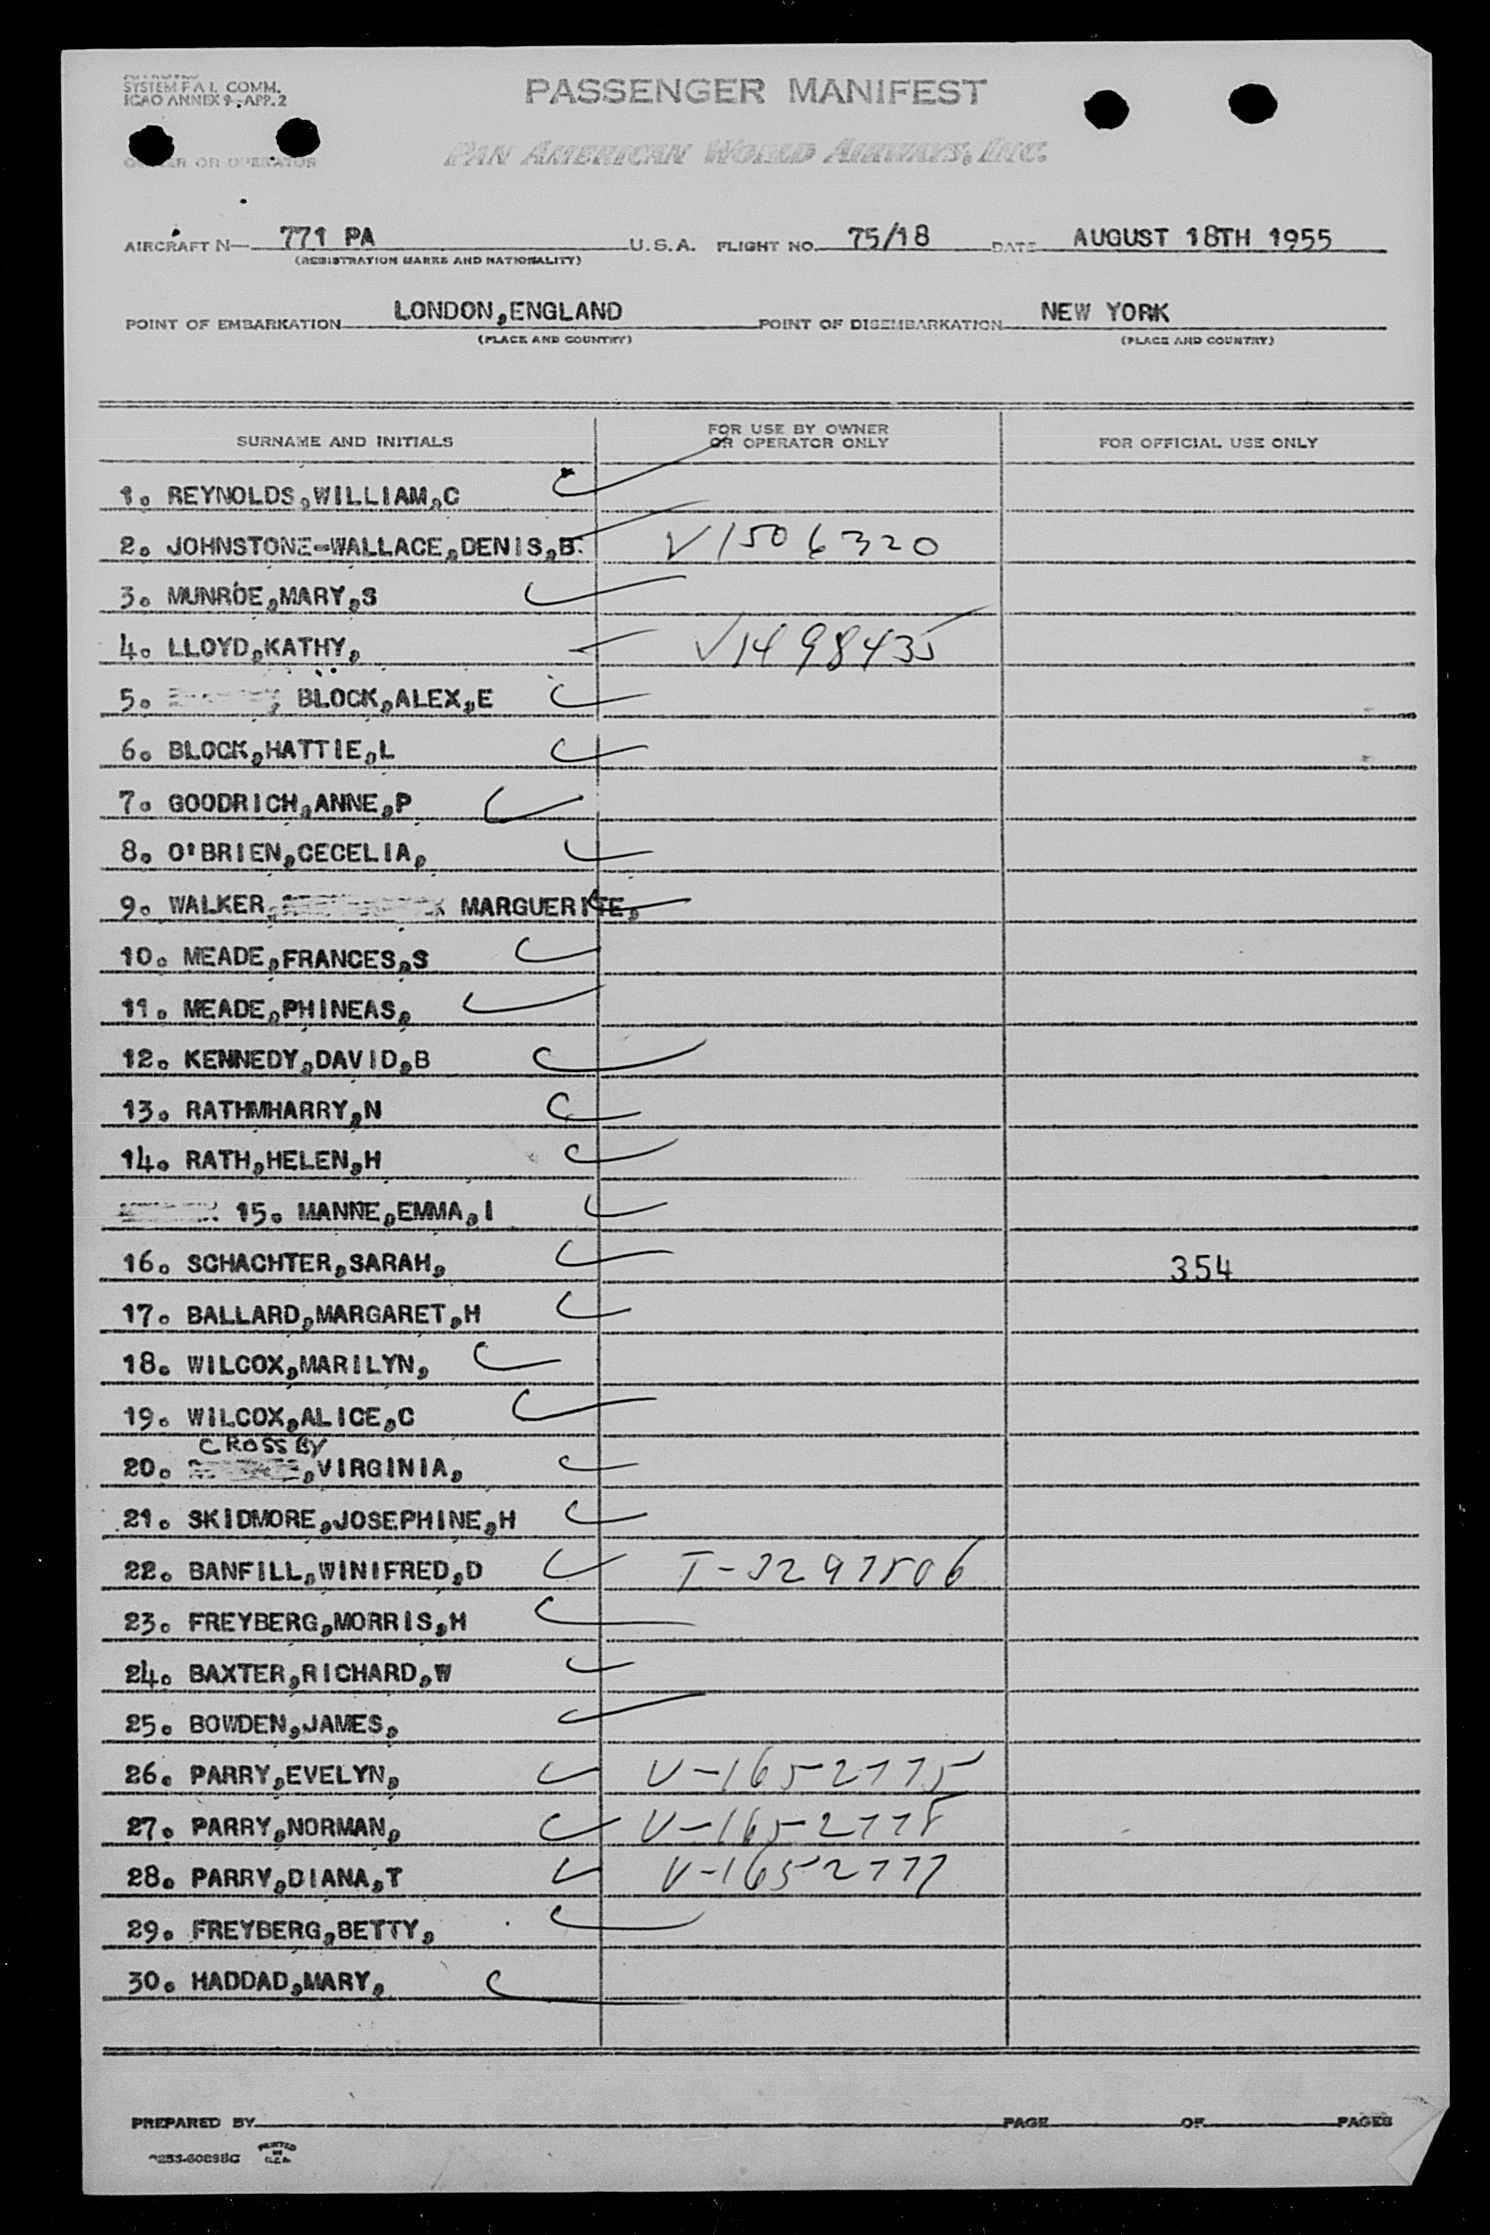 SYSTEM F A L COMM.
ICAO ANNEX 9-APP. 2
PASSENGER MANIFEST
OWNER OR OPERATOR
PAN AMERICAN WORLD AIRWAYS, INC.
AIRCRAFT N— 771 PA U.S.A. FLIGHT NO. 75/18 DATE AUGUST 18TH 1955
(REGISTRATION MARKS AND NATIONALITY)
POINT OF EMBARKATION LONDON,ENGLAND POINT OF DISEMBARKATION NEW YORK
(PLACE AND COUNTRY) (PLACE AND COUNTRY)
SURNAME AND INITIALS FOR USE BY OWNER OR OPERATOR ONLY FOR OFFICIAL USE ONLY
1. REYNOLDS,WILLIAM,C
2. JOHNSTONE-WALLACE,DENIS,B. V1506320
3. MUNROE,MARY,S
4. LLOYD,KATHY, V1498435
5. BLOCK,ALEX,E
6. BLOCK,HATTIE,L
7. GOODRICH,ANNE,P
8. O'BRIEN,CECELIA,
9. WALKER, MARGUERITE,
10. MEADE,FRANCES,S
11. MEADE,PHINEAS,
12. KENNEDY,DAVID,B
13. RATHMHARRY,N
14. RATH,HELEN,H
15. MANNE,EMMA,I
16. SCHACHTER,SARAH, 354
17. BALLARD,MARGARET,H
18. WILCOX,MARILYN,
19. WILCOX,ALICE,C
CROSSBY
20. ,VIRGINIA,
21. SKIDMORE,JOSEPHINE,H
22. BANFILL,WINIFRED,D
23. FREYBERG,MORRIS,H
24. BAXTER,RICHARD,W
25. BOWDEN,JAMES,
26. PARRY,EVELYN, V-1652775
27. PARRY,NORMAN, V-1652778
28. PARRY,DIANA,T V-1652777
29. FREYBERG,BETTY,
30. HADDAD,MARY,
PREPARED BY PAGE OF PAGES
PRINTED IN U.S.A.